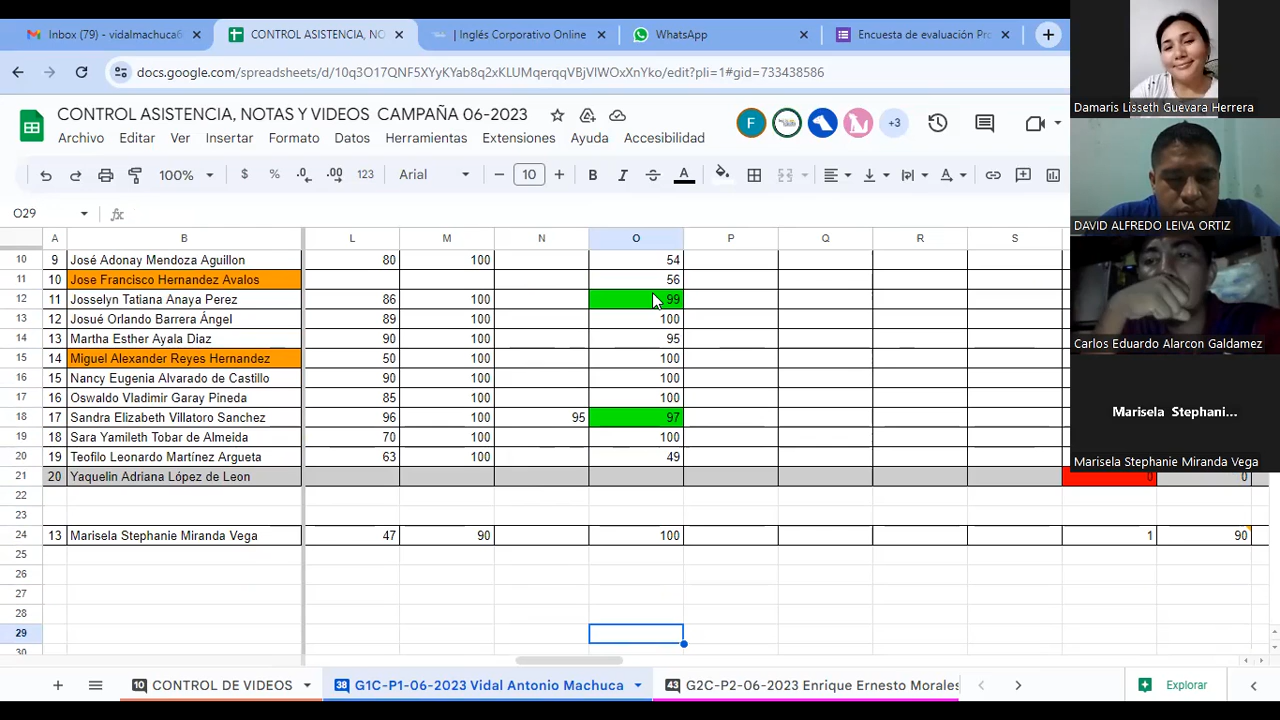 Inbox (79) - vidalmachuca6
CONTROL ASISTENCIA, NO
| Inglés Corporativo Online
WhatsApp
Encuesta de evaluación Pro
docs.google.com/spreadsheets/d/
edit?pli=1#gid=733438586
CONTROL ASISTENCIA, NOTAS Y VIDEOS CAMPAÑA 06-2023
+3
Archivo Editar Ver Insertar Formato Datos Herramientas Extensiones Ayuda Accesibilidad
100% $ % .0 .00 123 Arial 10 B I S A
O29 fx
A B L M N O P Q R S
10 9 José Adonay Mendoza Aguillon 80 100 54
11 10 Jose Francisco Hernandez Avalos 56
12 11 Josselyn Tatiana Anaya Perez 86 100 99
13 12 Josué Orlando Barrera Ángel 89 100 100
14 13 Martha Esther Ayala Diaz 90 100 95
15 14 Miguel Alexander Reyes Hernandez 50 100 100
16 15 Nancy Eugenia Alvarado de Castillo 90 100 100
17 16 Oswaldo Vladimir Garay Pineda 85 100 100
18 17 Sandra Elizabeth Villatoro Sanchez 96 100 95 97
19 18 Sara Yamileth Tobar de Almeida 70 100 100
20 19 Teofilo Leonardo Martínez Argueta 63 100 49
21 20 Yaquelin Adriana López de Leon 0 0
22
23
24 13 Marisela Stephanie Miranda Vega 47 90 100 1 90
25
26
27
28
29
30
10 CONTROL DE VIDEOS
38 G1C-P1-06-2023 Vidal Antonio Machuca
43 G2C-P2-06-2023 Enrique Ernesto Morales
Explorar
Damaris Lisseth Guevara Herrera
DAVID ALFREDO LEIVA ORTIZ
Carlos Eduardo Alarcon Galdamez
Marisela Stephani...
Marisela Stephanie Miranda Vega